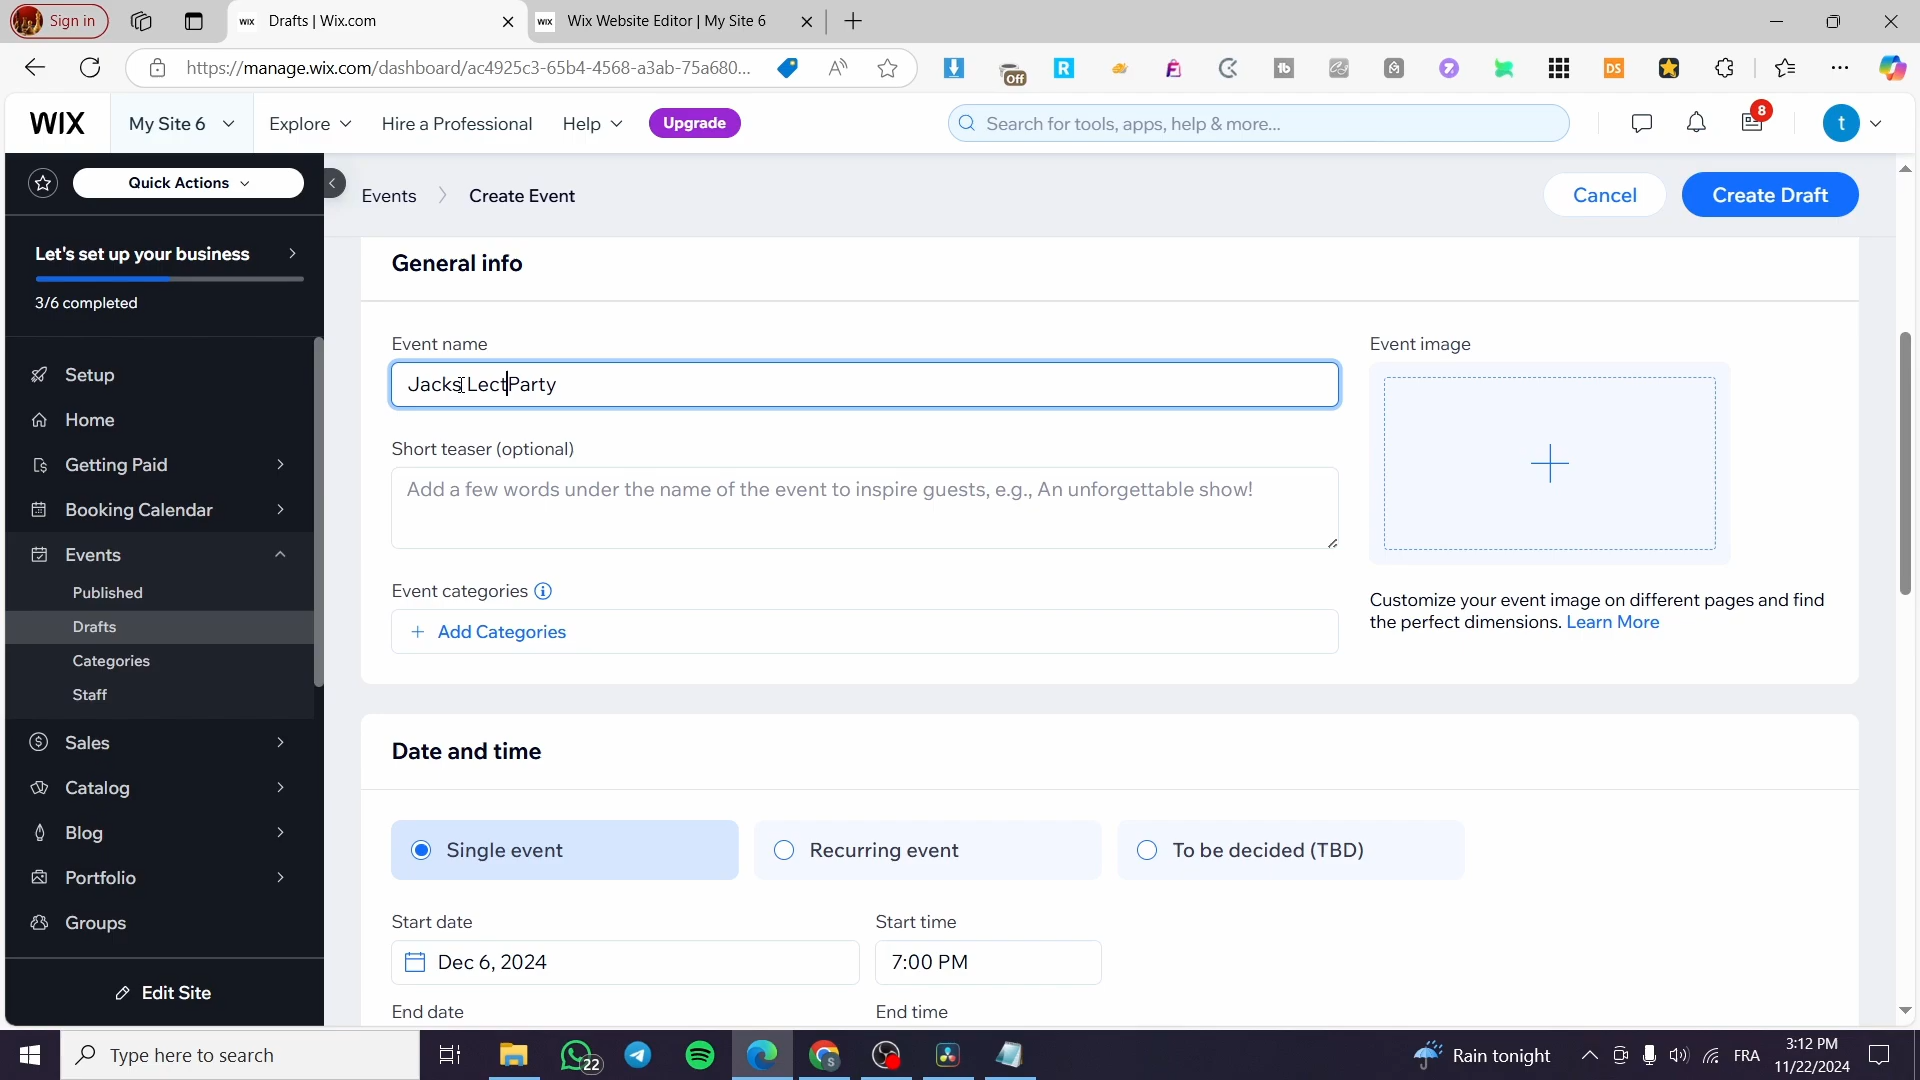 Sign in
Drafts | Wix.com
Wix Website Editor | My Site 6
https://manage.wix.com/dashboard/ac4925c3-65b4-4568-a3ab-75a680...
Off
WIX
My Site 6
Explore
Hire a Professional
Help
Upgrade
Search for tools, apps, help & more...
8
t
Quick Actions
Events
Create Event
Cancel
Create Draft
Let's set up your business
3/6 completed
Setup
Home
Getting Paid
Booking Calendar
Events
Published
Drafts
Categories
Staff
Sales
Catalog
Blog
Portfolio
Groups
Edit Site
General info
Event name
Jacks LectParty
Short teaser (optional)
Add a few words under the name of the event to inspire guests, e.g., An unforgettable show!
Event categories
+ Add Categories
Event image
Customize your event image on different pages and find
the perfect dimensions. Learn More
Date and time
Single event
Recurring event
To be decided (TBD)
Start date
Start time
Dec 6, 2024
7:00 PM
End date
End time
Type here to search
22
Rain tonight
FRA
3:12 PM
11/22/2024